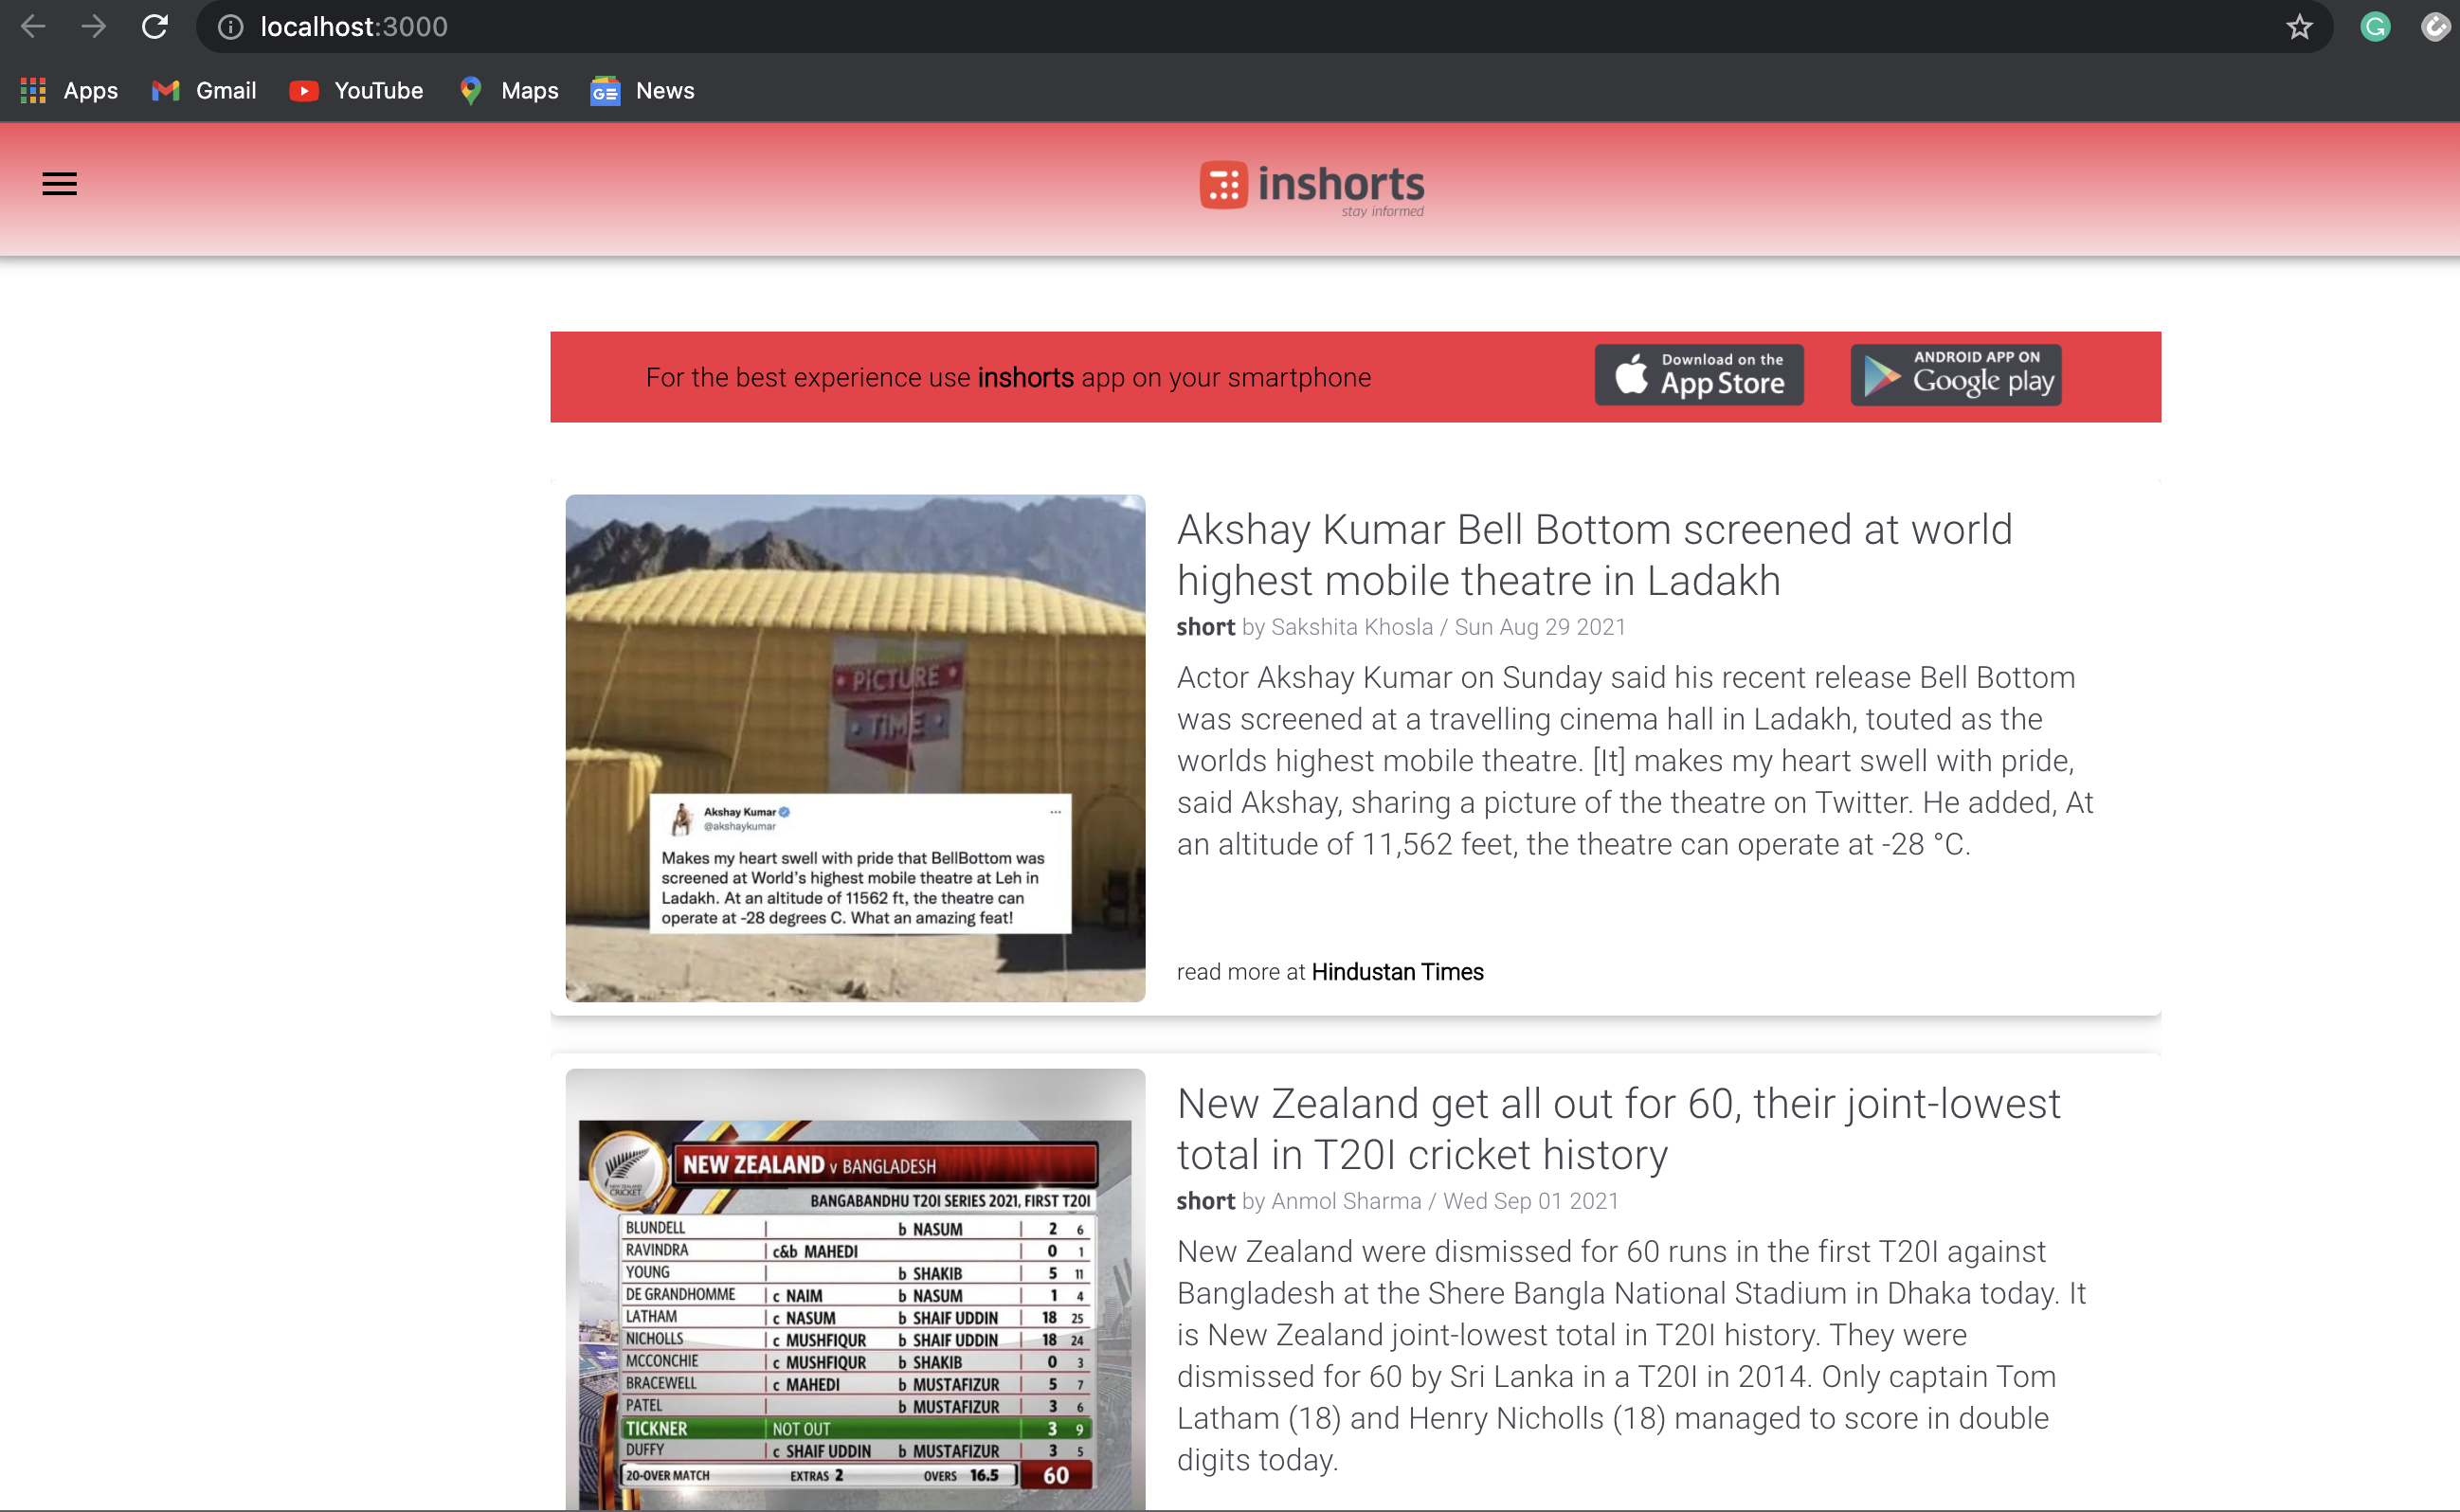 localhost:3000
Apps Gmail YouTube Maps News
inshorts
stay informed
For the best experience use inshorts app on your smartphone
Download on the
App Store
ANDROID APP ON
Google play
PICTURE
TIME
Akshay Kumar
@akshaykumar
Makes my heart swell with pride that BellBottom was
screened at World's highest mobile theatre at Leh in
Ladakh. At an altitude of 11562 ft, the theatre can
operate at -28 degrees C. What an amazing feat!
Akshay Kumar Bell Bottom screened at world
highest mobile theatre in Ladakh
short by Sakshita Khosla / Sun Aug 29 2021
Actor Akshay Kumar on Sunday said his recent release Bell Bottom
was screened at a travelling cinema hall in Ladakh, touted as the
worlds highest mobile theatre. [It] makes my heart swell with pride,
said Akshay, sharing a picture of the theatre on Twitter. He added, At
an altitude of 11,562 feet, the theatre can operate at -28 °C.
read more at Hindustan Times
NEW ZEALAND
CRICKET
NEW ZEALAND v BANGLADESH
BANGABANDHU T20I SERIES 2021, FIRST T20I
BLUNDELL b NASUM 2 6
RAVINDRA c&b MAHEDI 0 1
YOUNG b SHAKIB 5 11
DE GRANDHOMME c NAIM b NASUM 1 4
LATHAM c NASUM b SHAIF UDDIN 18 25
NICHOLLS c MUSHFIQUR b SHAIF UDDIN 18 24
MCCONCHIE c MUSHFIQUR b SHAKIB 0 3
BRACEWELL c MAHEDI b MUSTAFIZUR 5 7
PATEL b MUSTAFIZUR 3 6
TICKNER NOT OUT 3 9
DUFFY c SHAIF UDDIN b MUSTAFIZUR 3 5
20-OVER MATCH EXTRAS 2 OVERS 16.5 60
New Zealand get all out for 60, their joint-lowest
total in T20I cricket history
short by Anmol Sharma / Wed Sep 01 2021
New Zealand were dismissed for 60 runs in the first T20I against
Bangladesh at the Shere Bangla National Stadium in Dhaka today. It
is New Zealand joint-lowest total in T20I history. They were
dismissed for 60 by Sri Lanka in a T20I in 2014. Only captain Tom
Latham (18) and Henry Nicholls (18) managed to score in double
digits today.